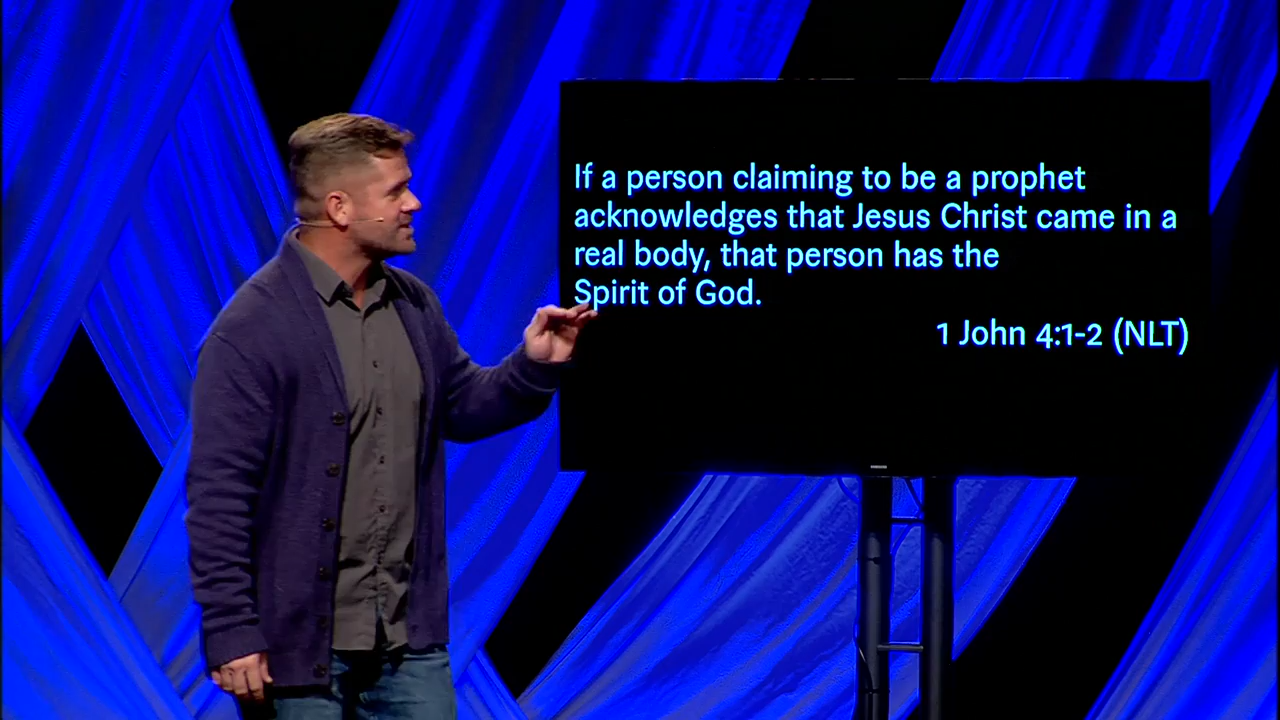 If a person claiming to be a prophet
acknowledges that Jesus Christ came in a
real body, that person has the
Spirit of God.
1 John 4:1-2 (NLT)